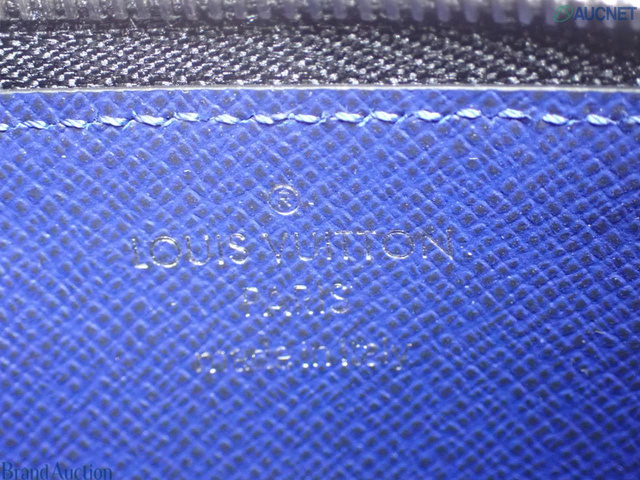 AUCNET
®
LOUIS VUITTON
PARIS
made in Italy
Brand Auction